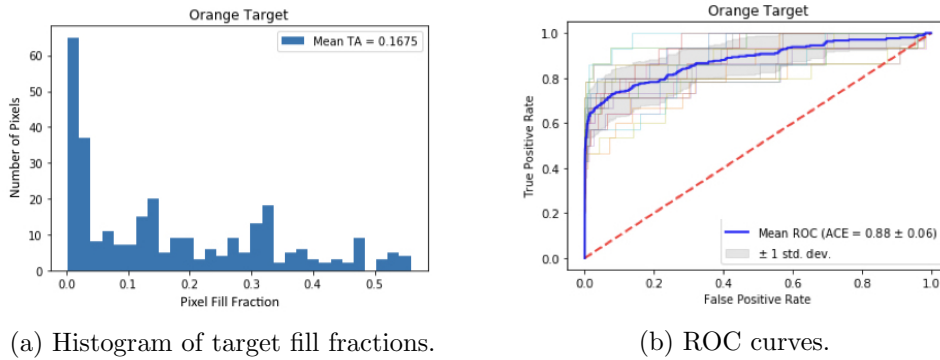 Orange Target
Mean TA = 0.1675
Number of Pixels
60
50
40
30
20
10
0
0.0 0.1 0.2 0.3 0.4 0.5
Pixel Fill Fraction
(a) Histogram of target fill fractions.
Orange Target
True Positive Rate
1.0
0.8
0.6
0.4
0.2
0.0
Mean ROC (ACE = 0.88 ± 0.06)
± 1 std. dev.
0.0 0.2 0.4 0.6 0.8 1.0
False Positive Rate
(b) ROC curves.